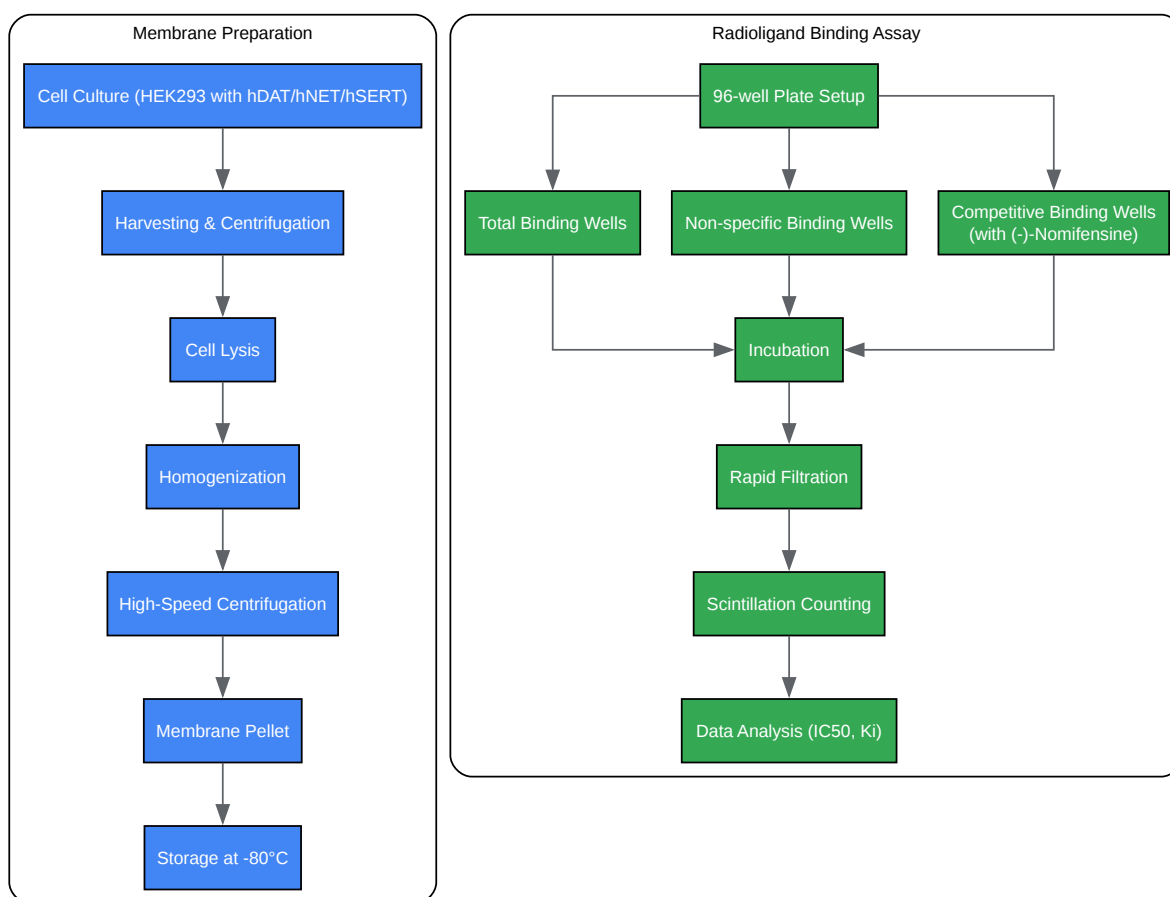 Membrane Preparation
Cell Culture (HEK293 with hDAT/hNET/hSERT)
Harvesting & Centrifugation
Cell Lysis
Homogenization
High-Speed Centrifugation
Membrane Pellet
Storage at -80°C
Radioligand Binding Assay
96-well Plate Setup
Total Binding Wells
Non-specific Binding Wells
Competitive Binding Wells
(with (-)-Nomifensine)
Incubation
Rapid Filtration
Scintillation Counting
Data Analysis (IC50, Ki)